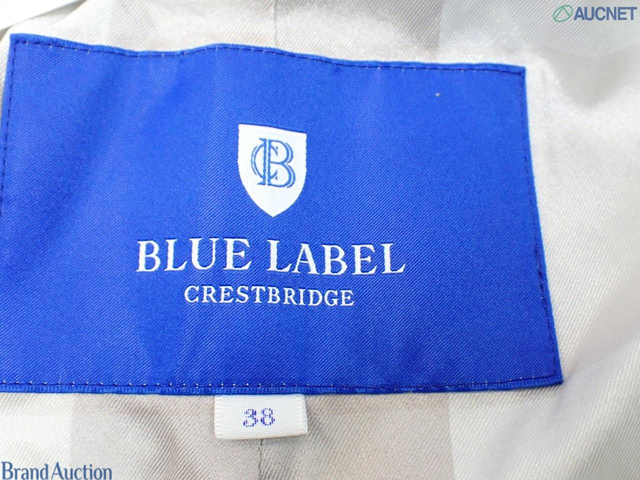 AUCNET
CB
BLUE LABEL
CRESTBRIDGE
38
Brand Auction